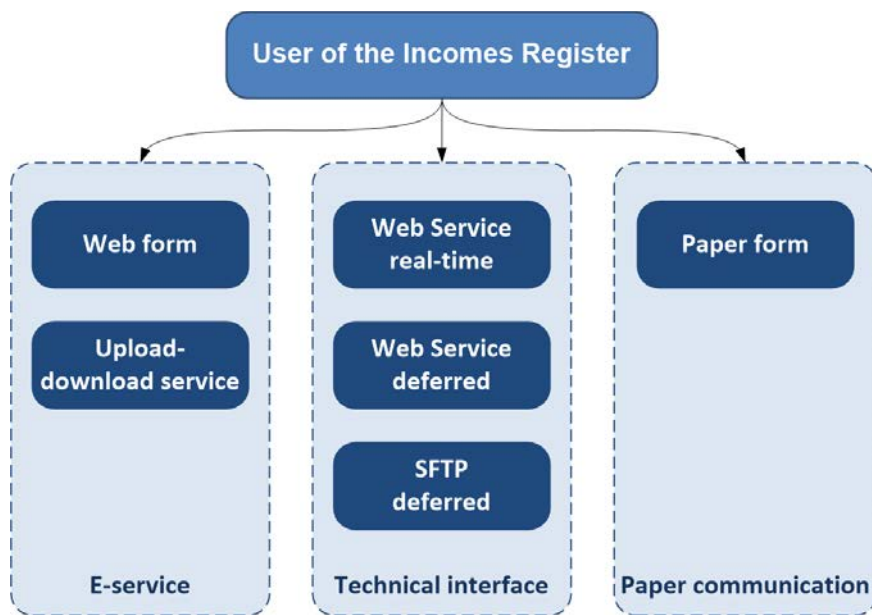 User of the Incomes Register
Web form
Upload-
download service
E-service
Web Service
real-time
Web Service
deferred
SFTP
deferred
Technical interface
Paper form
Paper communication